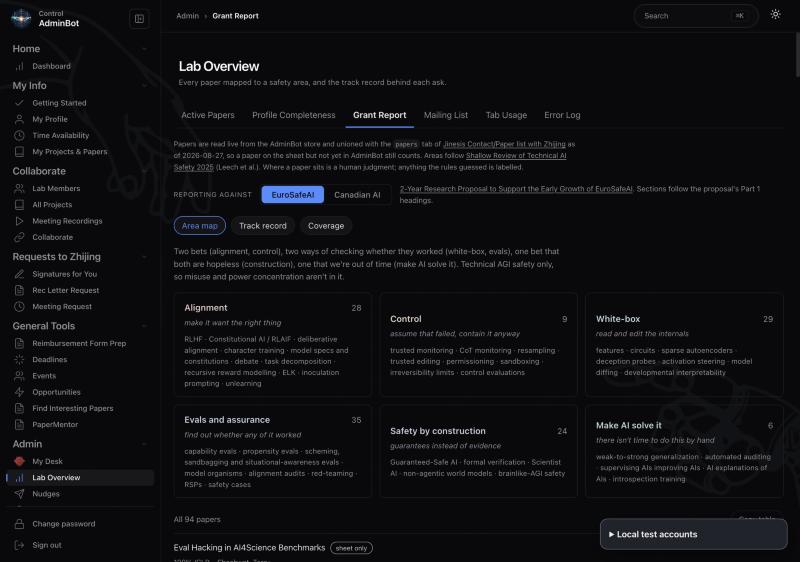 Control
AdminBot
Home
Dashboard
My Info
Getting Started
My Profile
Time Availability
My Projects & Papers
Collaborate
Lab Members
All Projects
Meeting Recordings
Collaborate
Requests to Zhijing
Signatures for You
Rec Letter Request
Meeting Request
General Tools
Reimbursement Form Prep
Deadlines
Events
Opportunities
Find Interesting Papers
PaperMentor
Admin
My Desk
Lab Overview
Nudges
Change password
Sign out
Admin › Grant Report
Search ⌘K
Lab Overview
Every paper mapped to a safety area, and the track record behind each ask.
Active Papers Profile Completeness Grant Report Mailing List Tab Usage Error Log
Papers are read live from the AdminBot store and unioned with the papers tab of Jinesis Contact/Paper list with Zhijing as
of 2026-08-27, so a paper on the sheet but not yet in AdminBot still counts. Areas follow Shallow Review of Technical AI
Safety 2025 (Leech et al.). Where a paper sits is a human judgment; anything the rules guessed is labelled.
REPORTING AGAINST EuroSafeAI Canadian AI
2-Year Research Proposal to Support the Early Growth of EuroSafeAI. Sections follow the proposal's Part 1
headings.
Area map Track record Coverage
Two bets (alignment, control), two ways of checking whether they worked (white-box, evals), one bet that
both are hopeless (construction), one that we're out of time (make AI solve it). Technical AGI safety only,
so misuse and power concentration aren't in it.
Alignment 28
make it want the right thing
RLHF · Constitutional AI / RLAIF · deliberative
alignment · character training · model specs and
constitutions · debate · task decomposition ·
recursive reward modelling · ELK · inoculation
prompting · unlearning
Control 9
assume that failed, contain it anyway
trusted monitoring · CoT monitoring · resampling ·
trusted editing · permissioning · sandboxing ·
irreversibility limits · control evaluations
White-box 29
read and edit the internals
features · circuits · sparse autoencoders ·
deception probes · activation steering · model
diffing · developmental interpretability
Evals and assurance 35
find out whether any of it worked
capability evals · propensity evals · scheming,
sandbagging and situational-awareness evals ·
model organisms · alignment audits · red-teaming ·
RSPs · safety cases
Safety by construction 24
guarantees instead of evidence
Guaranteed-Safe AI · formal verification · Scientist
AI · non-agentic world models · brainlike-AGI safety
Make AI solve it 6
there isn't time to do this by hand
weak-to-strong generalization · automated auditing
· supervising AIs improving AIs · AI explanations of
AIs · introspection training
All 94 papers
Eval Hacking in AI4Science Benchmarks sheet only
▸ Local test accounts